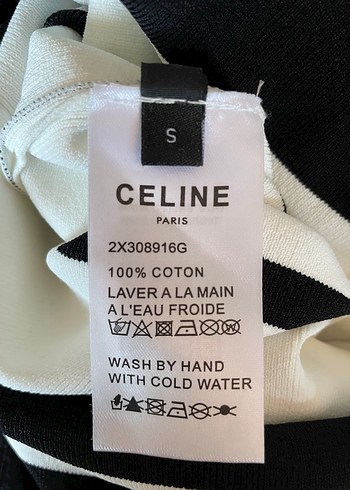 S
CELINE
PARIS
2X308916G
100% COTON
LAVER A LA MAIN
A L'EAU FROIDE
WASH BY HAND
WITH COLD WATER